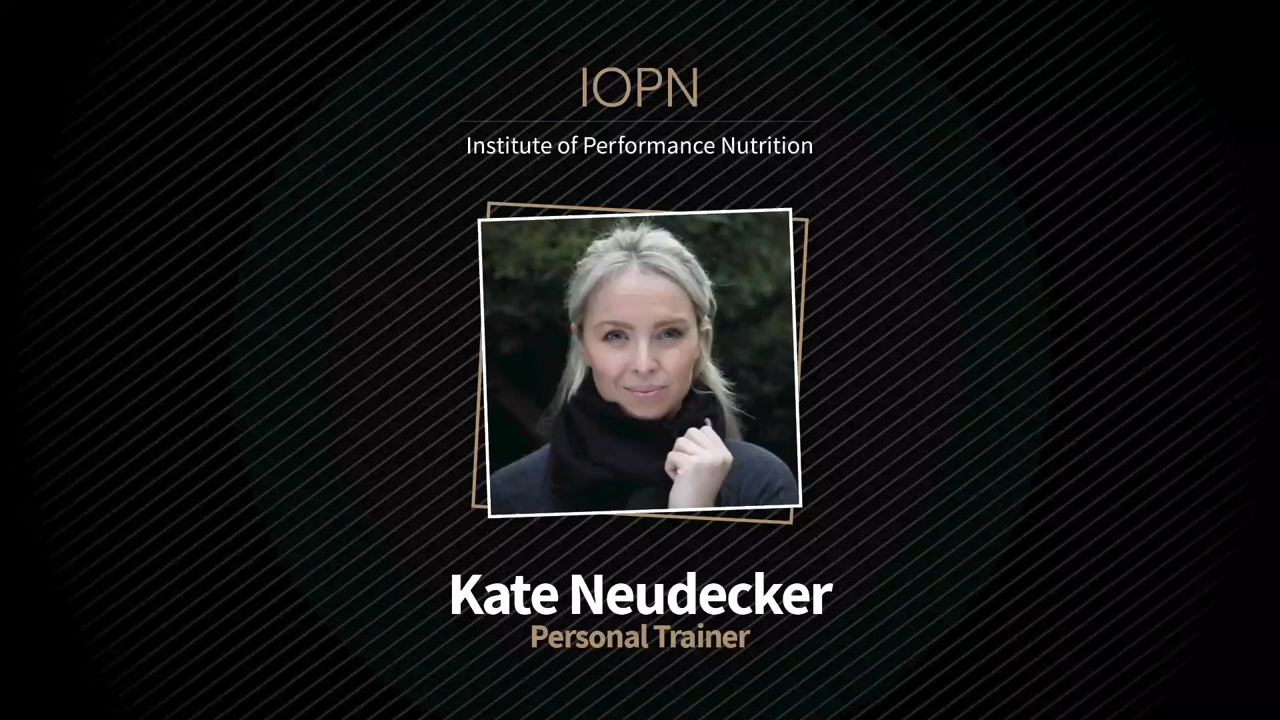 IOPN
Institute of Performance Nutrition
Kate Neudecker
Personal Trainer